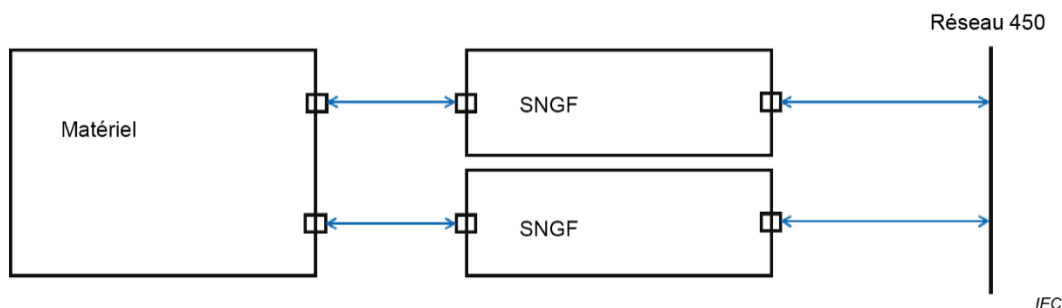 Réseau 450
SNGF
Matériel
SNGF
IEC